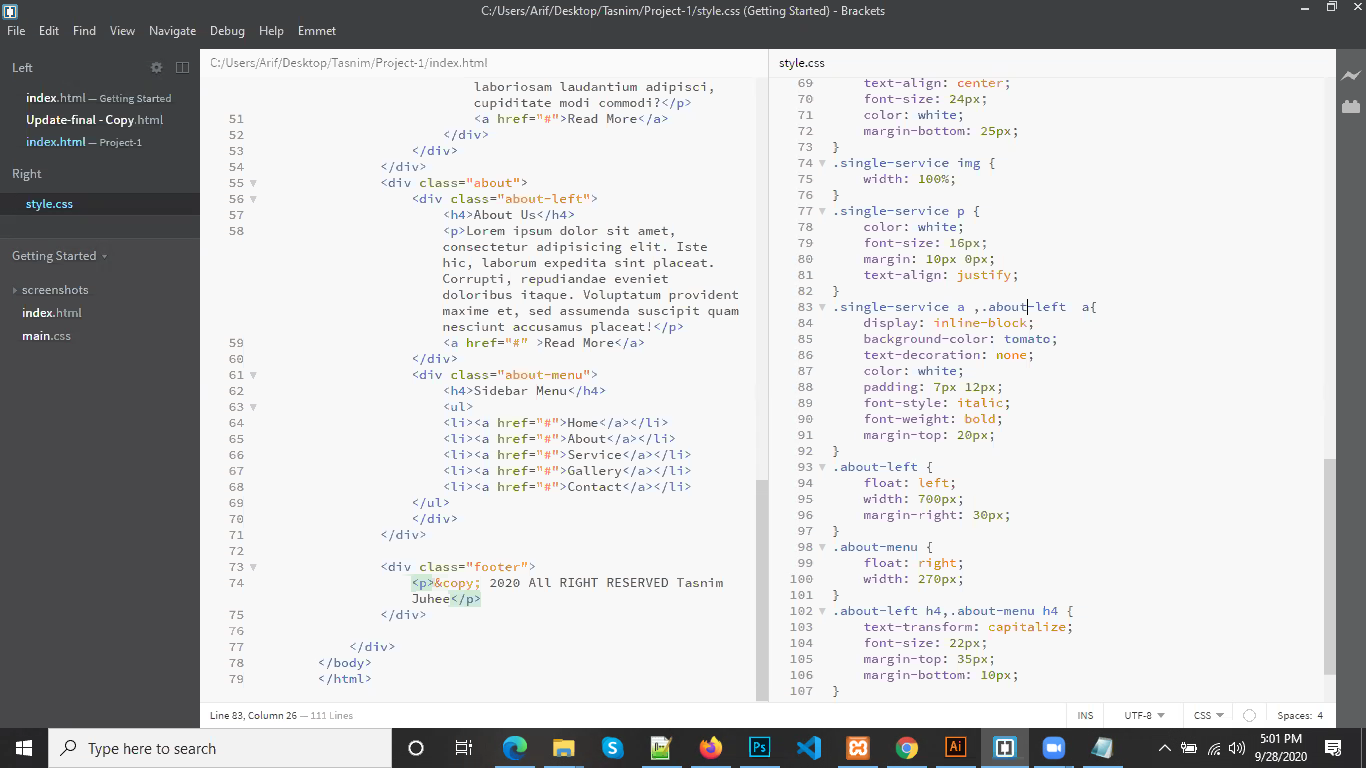 C:/Users/Arif/Desktop/Tasnim/Project-1/style.css (Getting Started) - Brackets
File Edit Find View Navigate Debug Help Emmet
Left
index.html — Getting Started
Update-final - Copy.html
index.html — Project-1
Right
style.css
Getting Started
screenshots
index.html
main.css
C:/Users/Arif/Desktop/Tasnim/Project-1/index.html
laboriosam laudantium adipisci,
cupiditate modi commodi?</p>
51 <a href="#">Read More</a>
52 </div>
53 </div>
54 </div>
55 <div class="about">
56 <div class="about-left">
57 <h4>About Us</h4>
58 <p>Lorem ipsum dolor sit amet,
consectetur adipisicing elit. Iste
hic, laborum expedita sint placeat.
Corrupti, repudiandae eveniet
doloribus itaque. Voluptatum provident
maxime et, sed assumenda suscipit quam
nesciunt accusamus placeat!</p>
59 <a href="#" >Read More</a>
60 </div>
61 <div class="about-menu">
62 <h4>Sidebar Menu</h4>
63 <ul>
64 <li><a href="#">Home</a></li>
65 <li><a href="#">About</a></li>
66 <li><a href="#">Service</a></li>
67 <li><a href="#">Gallery</a></li>
68 <li><a href="#">Contact</a></li>
69 </ul>
70 </div>
71 </div>
72
73 <div class="footer">
74 <p>&copy; 2020 All RIGHT RESERVED Tasnim
Juhee</p>
75 </div>
76
77 </div>
78 </body>
79 </html>
style.css
69 text-align: center;
70 font-size: 24px;
71 color: white;
72 margin-bottom: 25px;
73 }
74 .single-service img {
75 width: 100%;
76 }
77 .single-service p {
78 color: white;
79 font-size: 16px;
80 margin: 10px 0px;
81 text-align: justify;
82 }
83 .single-service a ,.about-left  a{
84 display: inline-block;
85 background-color: tomato;
86 text-decoration: none;
87 color: white;
88 padding: 7px 12px;
89 font-style: italic;
90 font-weight: bold;
91 margin-top: 20px;
92 }
93 .about-left {
94 float: left;
95 width: 700px;
96 margin-right: 30px;
97 }
98 .about-menu {
99 float: right;
100 width: 270px;
101 }
102 .about-left h4,.about-menu h4 {
103 text-transform: capitalize;
104 font-size: 22px;
105 margin-top: 35px;
106 margin-bottom: 10px;
107 }
Line 83, Column 26 — 111 Lines
INS UTF-8 CSS Spaces: 4
Type here to search
Ps
Ai
5:01 PM
9/28/2020